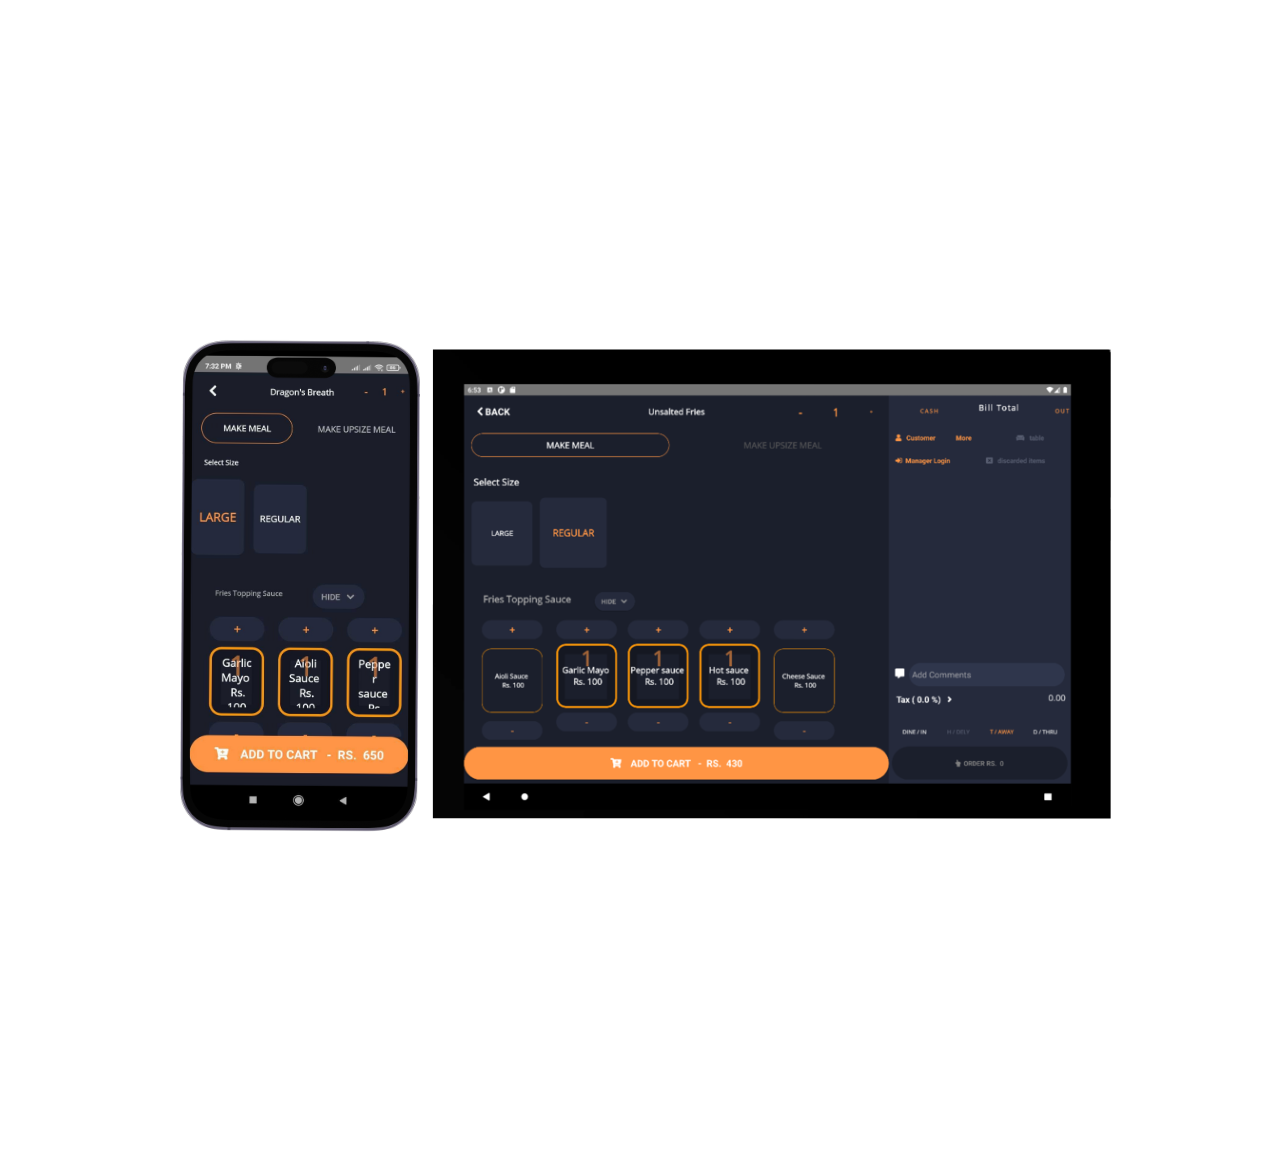 7:32 PM
Dragon's Breath
- 1 +
MAKE MEAL
MAKE UPSIZE MEAL
Select Size
LARGE
REGULAR
Fries Topping Sauce
HIDE
+ + +
1
Garlic
Mayo
Rs.
100
1
Aioli
Sauce
Rs.
100
1
Peppe
r
sauce
Rs
ADD TO CART - RS. 650
6:53
BACK
Unsalted Fries
- 1 +
MAKE MEAL
MAKE UPSIZE MEAL
Select Size
LARGE
REGULAR
Fries Topping Sauce
HIDE
+ + + + +
Aioli Sauce
Rs. 100
1
Garlic Mayo
Rs. 100
1
Pepper sauce
Rs. 100
1
Hot sauce
Rs. 100
Cheese Sauce
Rs. 100
- - - - -
ADD TO CART - RS. 430
CASH
Bill Total
OUT
Customer
More
table
Manager Login
discarded items
Add Comments
Tax ( 0.0 %)
0.00
DINE / IN
H / DELY
T / AWAY
D / THRU
ORDER RS. 0